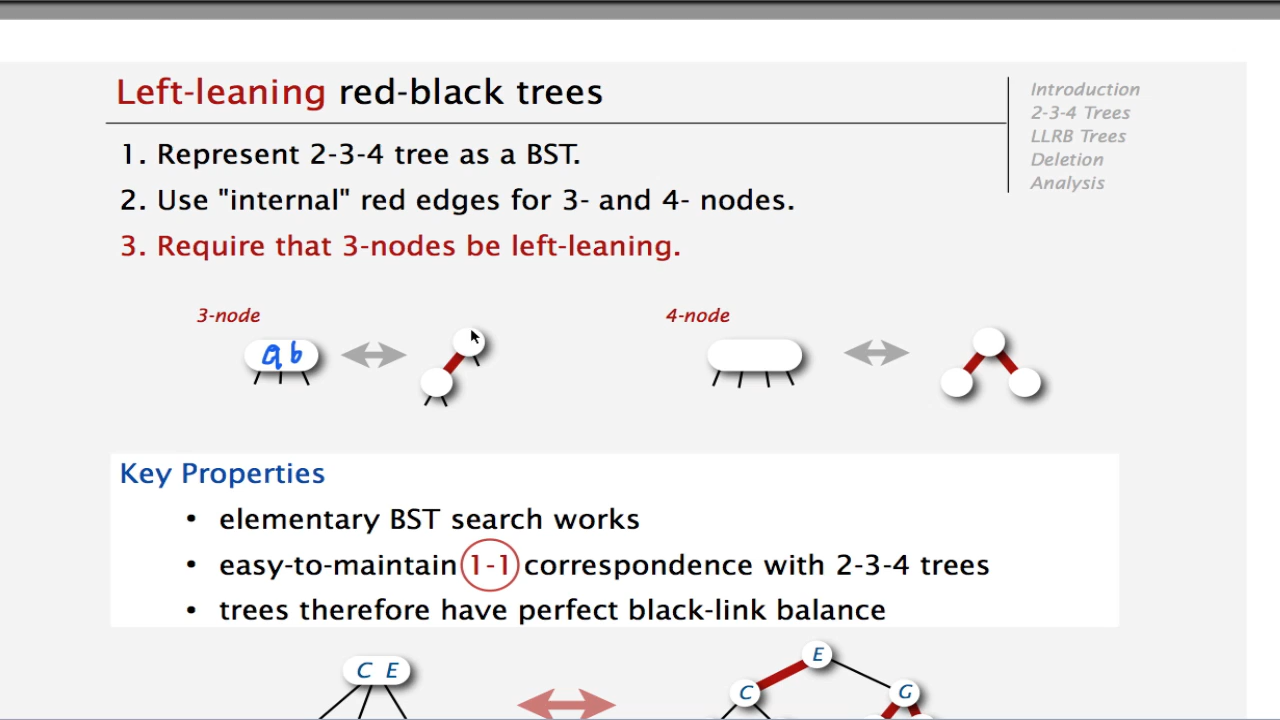 Left-leaning red-black trees
Introduction
2-3-4 Trees
LLRB Trees
Deletion
Analysis
1. Represent 2-3-4 tree as a BST.
2. Use "internal" red edges for 3- and 4- nodes.
3. Require that 3-nodes be left-leaning.
3-node
4-node
a b
Key Properties
• elementary BST search works
• easy-to-maintain 1-1 correspondence with 2-3-4 trees
• trees therefore have perfect black-link balance
C E
E
C
G